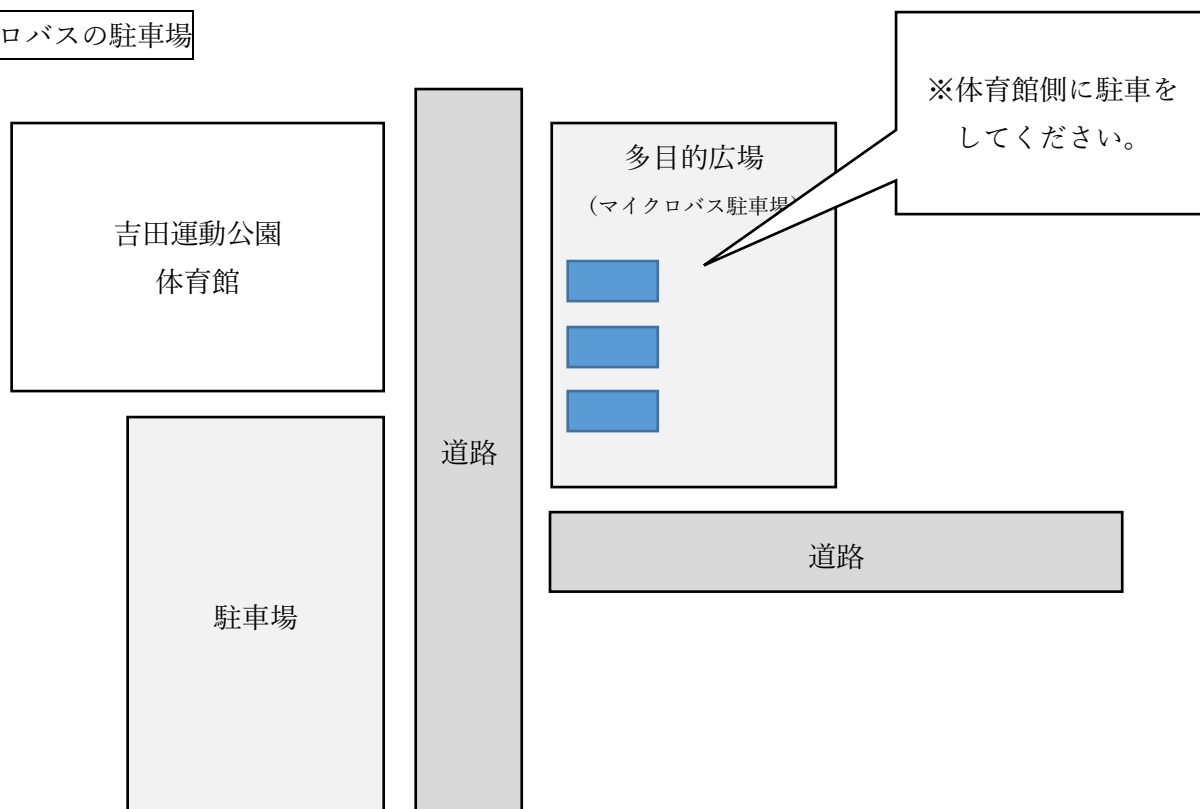 ロバスの駐車場
※体育館側に駐車を
してください。
多目的広場
（マイクロバス駐車場）
吉田運動公園
体育館
道路
道路
駐車場